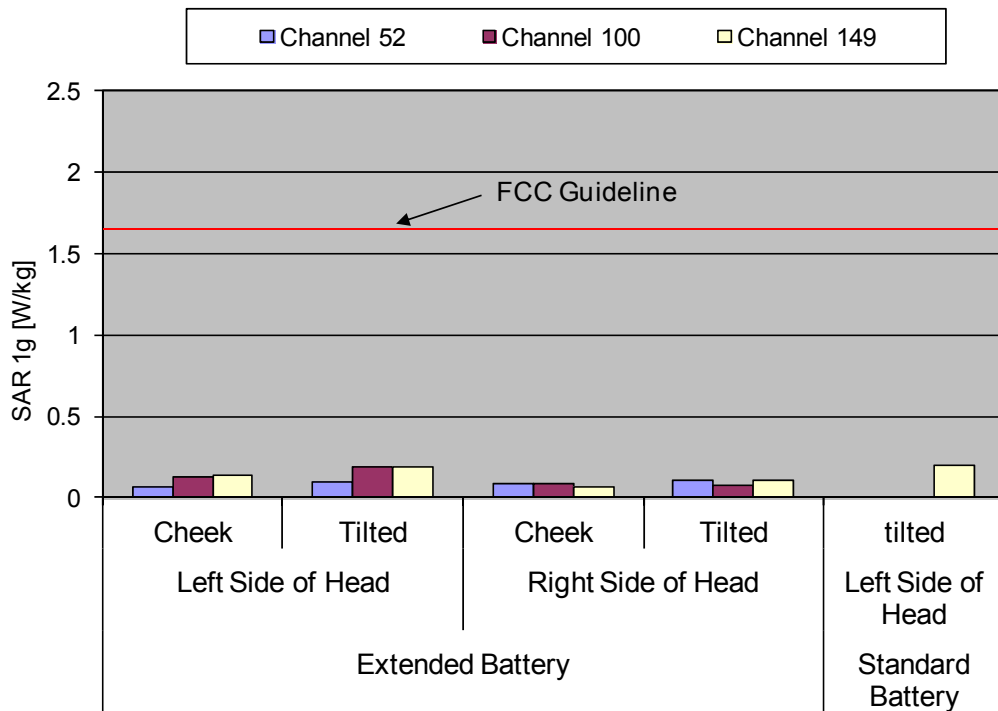 Channel 52 Channel 100 Channel 149
2.5
2
1.5
1
0.5
0
SAR 1g [W/kg]
FCC Guideline
Cheek Tilted Cheek Tilted tilted
Left Side of Head Right Side of Head Left Side of
Head
Extended Battery Standard
Battery